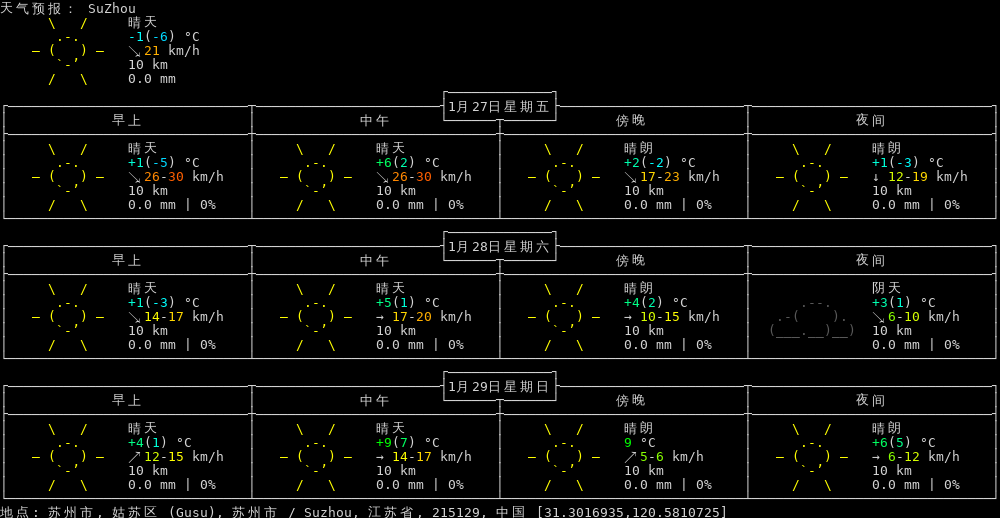 天气预报: SuZhou
晴天
-1(-6) °C
↘21 km/h
10 km
0.0 mm
1月27日星期五
早上 中午 傍晚 夜间
晴天 晴天 晴朗 晴朗
+1(-5) °C +6(2) °C +2(-2) °C +1(-3) °C
↘26-30 km/h ↘26-30 km/h ↘17-23 km/h ↓ 12-19 km/h
10 km 10 km 10 km 10 km
0.0 mm | 0% 0.0 mm | 0% 0.0 mm | 0% 0.0 mm | 0%
1月28日星期六
早上 中午 傍晚 夜间
晴天 晴天 晴朗 阴天
+1(-3) °C +5(1) °C +4(2) °C +3(1) °C
↘14-17 km/h → 17-20 km/h → 10-15 km/h ↘6-10 km/h
10 km 10 km 10 km 10 km
0.0 mm | 0% 0.0 mm | 0% 0.0 mm | 0% 0.0 mm | 0%
1月29日星期日
早上 中午 傍晚 夜间
晴天 晴天 晴朗 晴朗
+4(1) °C +9(7) °C 9 °C +6(5) °C
↗12-15 km/h → 14-17 km/h ↗5-6 km/h → 6-12 km/h
10 km 10 km 10 km 10 km
0.0 mm | 0% 0.0 mm | 0% 0.0 mm | 0% 0.0 mm | 0%
地点: 苏州市, 姑苏区 (Gusu), 苏州市 / Suzhou, 江苏省, 215129, 中国 [31.3016935,120.5810725]